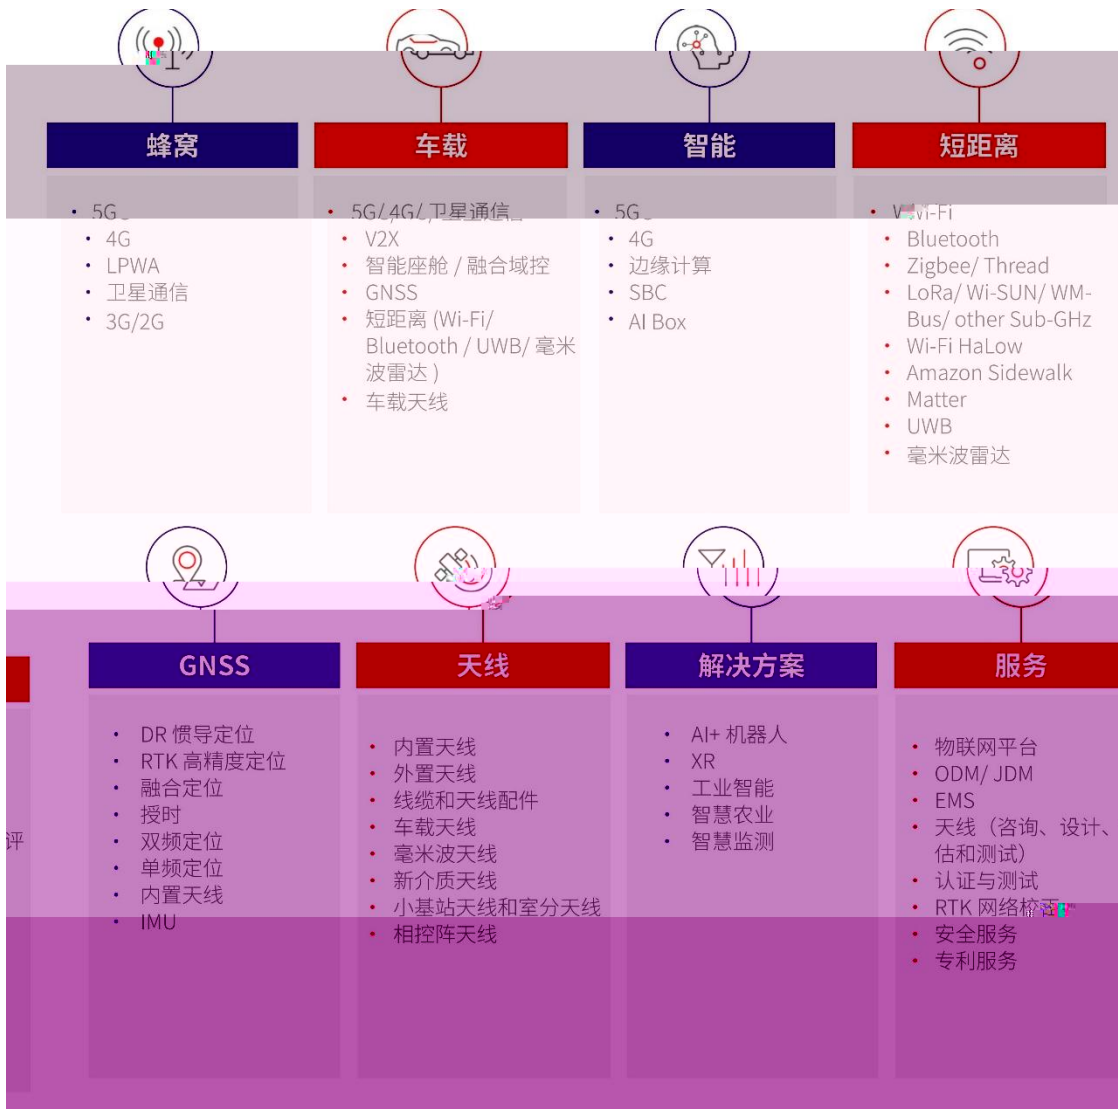 蜂窝
5G
4G
LPWA
卫星通信
3G/2G
车载
5G/ 4G/ 卫星通信
V2X
智能座舱 / 融合域控
GNSS
短距离 (Wi-Fi/
Bluetooth / UWB/ 毫米
波雷达 )
车载天线
智能
5G
4G
边缘计算
SBC
AI Box
短距离
Wi-Fi
Bluetooth
Zigbee/ Thread
LoRa/ Wi-SUN/ WM-
Bus/ other Sub-GHz
Wi-Fi HaLow
Amazon Sidewalk
Matter
UWB
毫米波雷达
GNSS
DR 惯导定位
RTK 高精度定位
融合定位
授时
双频定位
单频定位
内置天线
IMU
天线
内置天线
外置天线
线缆和天线配件
车载天线
毫米波天线
新介质天线
小基站天线和室分天线
相控阵天线
解决方案
AI+ 机器人
XR
工业智能
智慧农业
智慧监测
服务
物联网平台
ODM/ JDM
EMS
天线（咨询、设计、评
估和测试）
认证与测试
RTK 网络校正
安全服务
专利服务